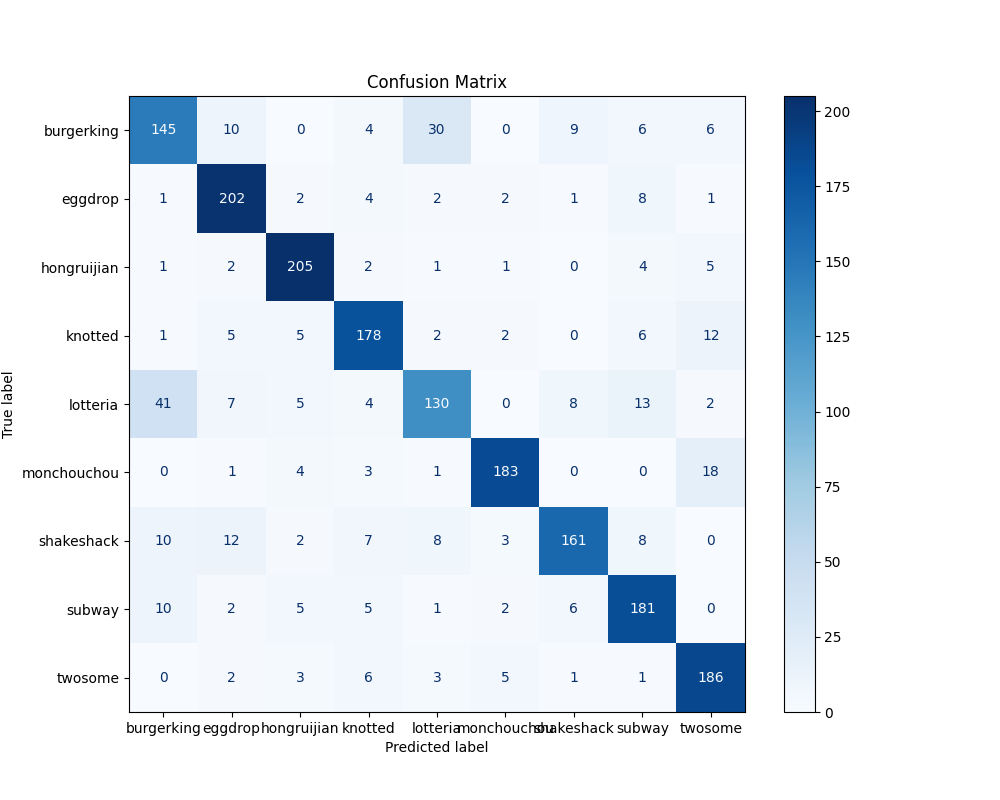 Confusion Matrix
burgerking 145 10 0 4 30 0 9 6 6
eggdrop 1 202 2 4 2 2 1 8 1
hongruijian 1 2 205 2 1 1 0 4 5
knotted 1 5 5 178 2 2 0 6 12
lotteria 41 7 5 4 130 0 8 13 2
monchouchou 0 1 4 3 1 183 0 0 18
shakeshack 10 12 2 7 8 3 161 8 0
subway 10 2 5 5 1 2 6 181 0
twosome 0 2 3 6 3 5 1 1 186
burgerking eggdrop hongruijian knotted lotteria monchouchou shakeshack subway twosome
Predicted label
True label
200
175
150
125
100
75
50
25
0